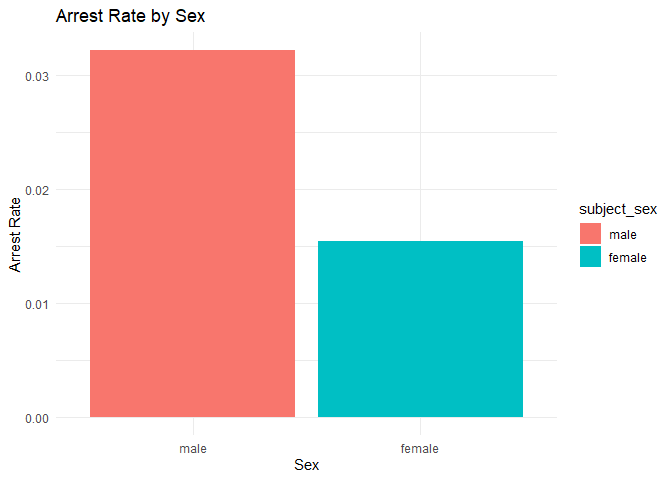 Arrest Rate by Sex
Arrest Rate
0.03
0.02
0.01
0.00
male
female
Sex
subject_sex
male
female